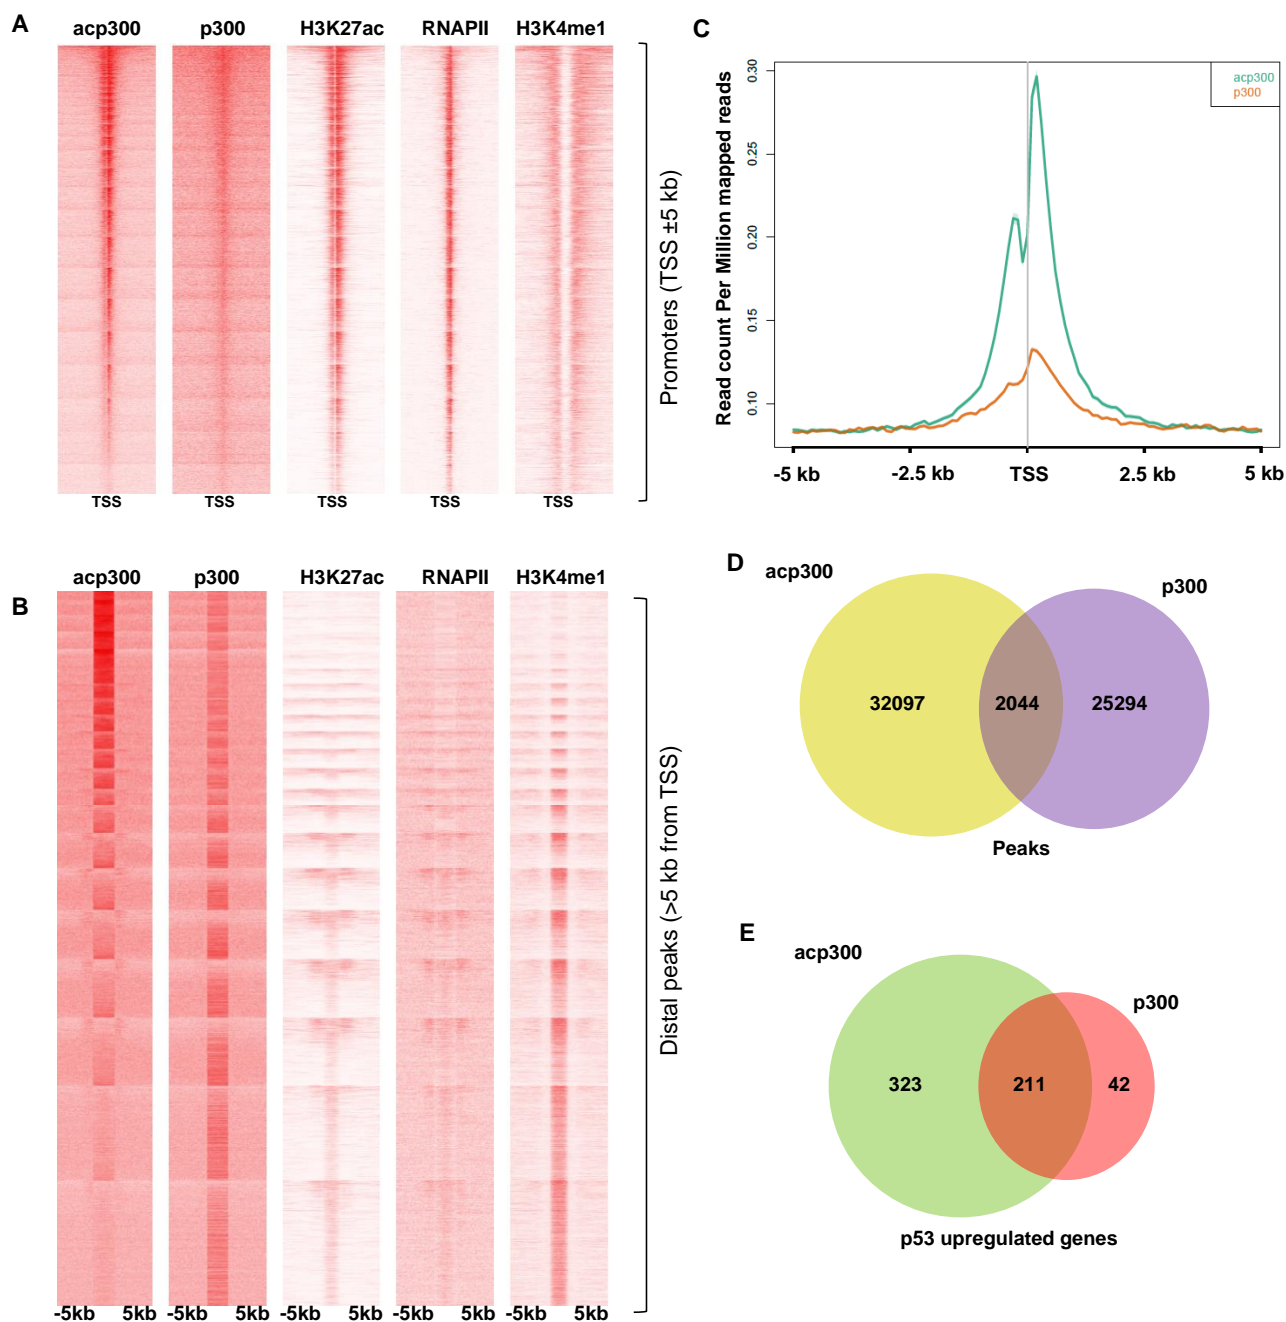 A
acp300 p300 H3K27ac RNAPII H3K4me1
TSS TSS TSS TSS TSS
Promoters (TSS ±5 kb)
B
acp300 p300 H3K27ac RNAPII H3K4me1
-5kb 5kb -5kb 5kb -5kb 5kb -5kb 5kb -5kb 5kb
Distal peaks (>5 kb from TSS)
C
Read count Per Million mapped reads
0.30
0.25
0.20
0.15
0.10
acp300
p300
-5 kb -2.5 kb TSS 2.5 kb 5 kb
D
acp300
p300
32097 2044 25294
Peaks
E
acp300
p300
323 211 42
p53 upregulated genes